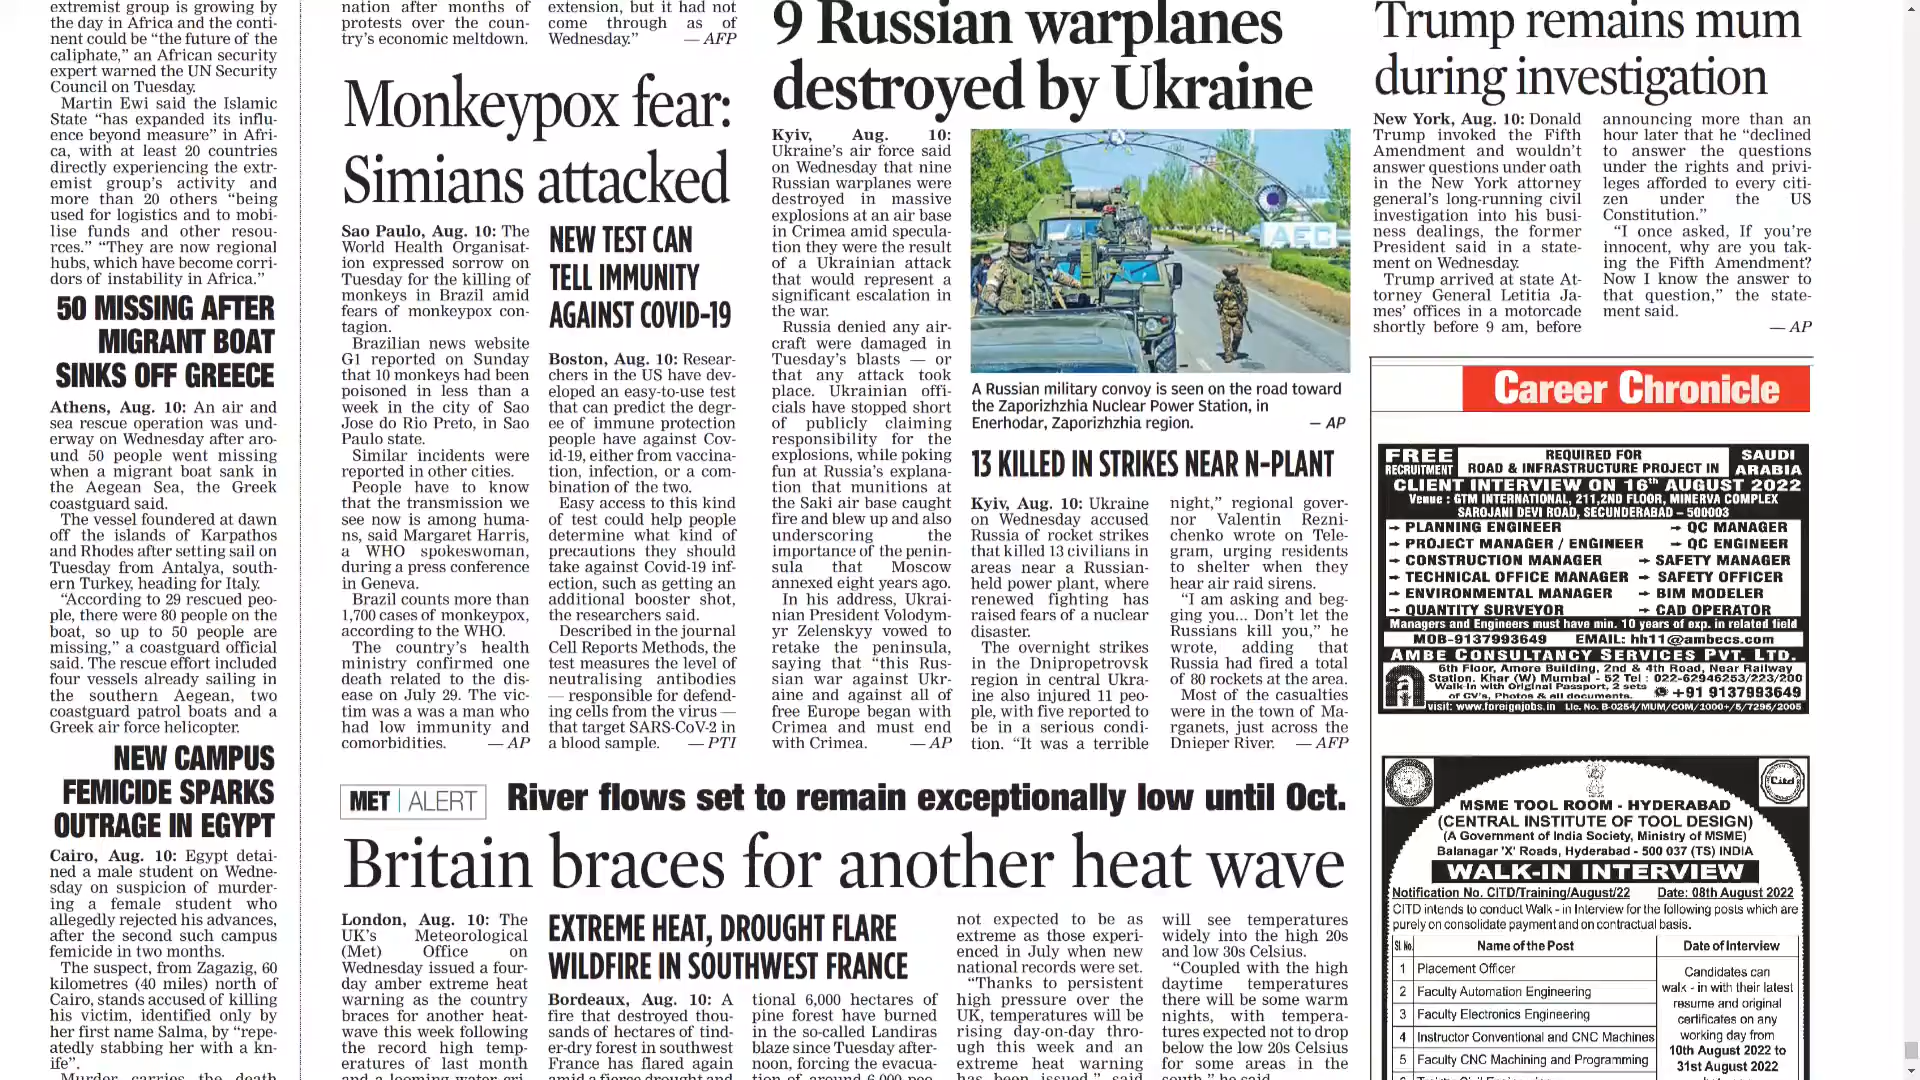 extremist group is growing by
the day in Africa and the conti-
nent could be “the future of the
caliphate,” an African security
expert warned the UN Security
Council on Tuesday.
Martin Ewi said the Islamic
State “has expanded its influ-
ence beyond measure” in Afri-
ca, with at least 20 countries
directly experiencing the extr-
emist group’s activity and
more than 20 others “being
used for logistics and to mobi-
lise funds and other resou-
rces.” “They are now regional
hubs, which have become corri-
dors of instability in Africa.”
50 MISSING AFTER
MIGRANT BOAT
SINKS OFF GREECE
Athens, Aug. 10: An air and
sea rescue operation was und-
erway on Wednesday after aro-
und 50 people went missing
when a migrant boat sank in
the Aegean Sea, the Greek
coastguard said.
The vessel foundered at dawn
off the islands of Karpathos
and Rhodes after setting sail on
Tuesday from Antalya, south-
ern Turkey, heading for Italy.
“According to 29 rescued peo-
ple, there were 80 people on the
boat, so up to 50 people are
missing,” a coastguard official
said. The rescue effort included
four vessels already sailing in
the southern Aegean, two
coastguard patrol boats and a
Greek air force helicopter.
NEW CAMPUS
FEMICIDE SPARKS
OUTRAGE IN EGYPT
Cairo, Aug. 10: Egypt detai-
ned a male student on Wedne-
sday on suspicion of murder-
ing a female student who
allegedly rejected his advances,
after the second such campus
femicide in two months.
The suspect, from Zagazig, 60
kilometres (40 miles) north of
Cairo, stands accused of killing
his victim, identified only by
her first name Salma, by “repe-
atedly stabbing her with a kn-
ife”.
Murder carries the death
nation after months of
protests over the coun-
try’s economic meltdown.
extension, but it had not
come through as of
Wednesday.” — AFP
Monkeypox fear:
Simians attacked
Sao Paulo, Aug. 10: The
World Health Organisat-
ion expressed sorrow on
Tuesday for the killing of
monkeys in Brazil amid
fears of monkeypox con-
tagion.
Brazilian news website
G1 reported on Sunday
that 10 monkeys had been
poisoned in less than a
week in the city of Sao
Jose do Rio Preto, in Sao
Paulo state.
Similar incidents were
reported in other cities.
People have to know
that the transmission we
see now is among huma-
ns, said Margaret Harris,
a WHO spokeswoman,
during a press conference
in Geneva.
Brazil counts more than
1,700 cases of monkeypox,
according to the WHO.
The country’s health
ministry confirmed one
death related to the dis-
ease on July 29. The vic-
tim was a was a man who
had low immunity and
comorbidities. — AP
NEW TEST CAN
TELL IMMUNITY
AGAINST COVID-19
Boston, Aug. 10: Resear-
chers in the US have dev-
eloped an easy-to-use test
that can predict the degr-
ee of immune protection
people have against Cov-
id-19, either from vaccina-
tion, infection, or a com-
bination of the two.
Easy access to this kind
of test could help people
determine what kind of
precautions they should
take against Covid-19 inf-
ection, such as getting an
additional booster shot,
the researchers said.
Described in the journal
Cell Reports Methods, the
test measures the level of
neutralising antibodies
— responsible for defend-
ing cells from the virus —
that target SARS-CoV-2 in
a blood sample. — PTI
9 Russian warplanes
destroyed by Ukraine
Kyiv, Aug. 10:
Ukraine’s air force said
on Wednesday that nine
Russian warplanes were
destroyed in massive
explosions at an air base
in Crimea amid specula-
tion they were the result
of a Ukrainian attack
that would represent a
significant escalation in
the war.
Russia denied any air-
craft were damaged in
Tuesday’s blasts — or
that any attack took
place. Ukrainian offi-
cials have stopped short
of publicly claiming
responsibility for the
explosions, while poking
fun at Russia’s explana-
tion that munitions at
the Saki air base caught
fire and blew up and also
underscoring the
importance of the penin-
sula that Moscow
annexed eight years ago.
In his address, Ukrai-
nian President Volodym-
yr Zelenskyy vowed to
retake the peninsula,
saying that “this Rus-
sian war against Ukr-
aine and against all of
free Europe began with
Crimea and must end
with Crimea. — AP
A Russian military convoy is seen on the road toward
the Zaporizhzhia Nuclear Power Station, in
Enerhodar, Zaporizhzhia region. — AP
13 KILLED IN STRIKES NEAR N-PLANT
Kyiv, Aug. 10: Ukraine
on Wednesday accused
Russia of rocket strikes
that killed 13 civilians in
areas near a Russian-
held power plant, where
renewed fighting has
raised fears of a nuclear
disaster.
The overnight strikes
in the Dnipropetrovsk
region in central Ukra-
ine also injured 11 peo-
ple, with five reported to
be in a serious condi-
tion. “It was a terrible
night,” regional gover-
nor Valentin Rezni-
chenko wrote on Tele-
gram, urging residents
to shelter when they
hear air raid sirens.
“I am asking and beg-
ging you... Don’t let the
Russians kill you,” he
wrote, adding that
Russia had fired a total
of 80 rockets at the area.
Most of the casualties
were in the town of Ma-
rganets, just across the
Dnieper River. — AFP
MET | ALERT River flows set to remain exceptionally low until Oct.
Britain braces for another heat wave
London, Aug. 10: The
UK’s Meteorological
(Met) Office on
Wednesday issued a four-
day amber extreme heat
warning as the country
braces for another heat-
wave this week following
the record high temp-
eratures of last month
and a looming water cri-
EXTREME HEAT, DROUGHT FLARE
WILDFIRE IN SOUTHWEST FRANCE
Bordeaux, Aug. 10: A
fire that destroyed thou-
sands of hectares of tind-
er-dry forest in southwest
France has flared again
amid a fierce drought and
tional 6,000 hectares of
pine forest have burned
in the so-called Landiras
blaze since Tuesday after-
noon, forcing the evacua-
tion of around 6,000 peo-
not expected to be as
extreme as those experi-
enced in July when new
national records were set.
“Thanks to persistent
high pressure over the
UK, temperatures will be
rising day-on-day thro-
ugh this week and an
extreme heat warning
has been issued,” said
will see temperatures
widely into the high 20s
and low 30s Celsius.
“Coupled with the high
daytime temperatures
there will be some warm
nights, with tempera-
tures expected not to drop
below the low 20s Celsius
for some areas in the
south,” he said.
Trump remains mum
during investigation
New York, Aug. 10: Donald
Trump invoked the Fifth
Amendment and wouldn’t
answer questions under oath
in the New York attorney
general’s long-running civil
investigation into his busi-
ness dealings, the former
President said in a state-
ment on Wednesday.
Trump arrived at state At-
torney General Letitia Ja-
mes’ offices in a motorcade
shortly before 9 am, before
announcing more than an
hour later that he “declined
to answer the questions
under the rights and privi-
leges afforded to every citi-
zen under the US
Constitution.”
“I once asked, If you’re
innocent, why are you tak-
ing the Fifth Amendment?
Now I know the answer to
that question,” the state-
ment said.
— AP
Career Chronicle
FREE RECRUITMENT
REQUIRED FOR
ROAD & INFRASTRUCTURE PROJECT IN
SAUDI ARABIA
CLIENT INTERVIEW ON 16th AUGUST 2022
Venue : GTM INTERNATIONAL, 211,2ND FLOOR, MINERVA COMPLEX
SAROJANI DEVI ROAD, SECUNDERABAD – 500003
→ PLANNING ENGINEER → QC MANAGER
→ PROJECT MANAGER / ENGINEER → QC ENGINEER
→ CONSTRUCTION MANAGER → SAFETY MANAGER
→ TECHNICAL OFFICE MANAGER → SAFETY OFFICER
→ ENVIRONMENTAL MANAGER → BIM MODELER
→ QUANTITY SURVEYOR → CAD OPERATOR
Managers and Engineers must have min. 10 years of exp. in related field
MOB-9137993649 EMAIL: hh11@ambecs.com
AMBE CONSULTANCY SERVICES PVT. LTD.
6th Floor, Amore Building, 2nd & 4th Road, Near Railway
Station, Khar (W) Mumbai - 52 Tel : 022-62946253/223/200
Walk-in with Original Passport, 2 sets
of CV's, Photos & all documents. +91 9137993649
visit: www.foreignjobs.in Lic. No. B-0254/MUM/COM/1000+/5/7295/2005
Citd
MSME TOOL ROOM - HYDERABAD
(CENTRAL INSTITUTE OF TOOL DESIGN)
(A Government of India Society, Ministry of MSME)
Balanagar 'X' Roads, Hyderabad - 500 037 (TS) INDIA
WALK-IN INTERVIEW
Notification No. CITD/Training/August/22 Date: 08th August 2022
CITD intends to conduct Walk - in Interview for the following posts which are
purely on consolidate payment and on contractual basis.
Sl. No. Name of the Post Date of Interview
1 Placement Officer
2 Faculty Automation Engineering
3 Faculty Electronics Engineering
4 Instructor Conventional and CNC Machines
5 Faculty CNC Machining and Programming
Candidates can
walk - in with their latest
resume and original
certificates on any
working day from
10th August 2022 to
31st August 2022